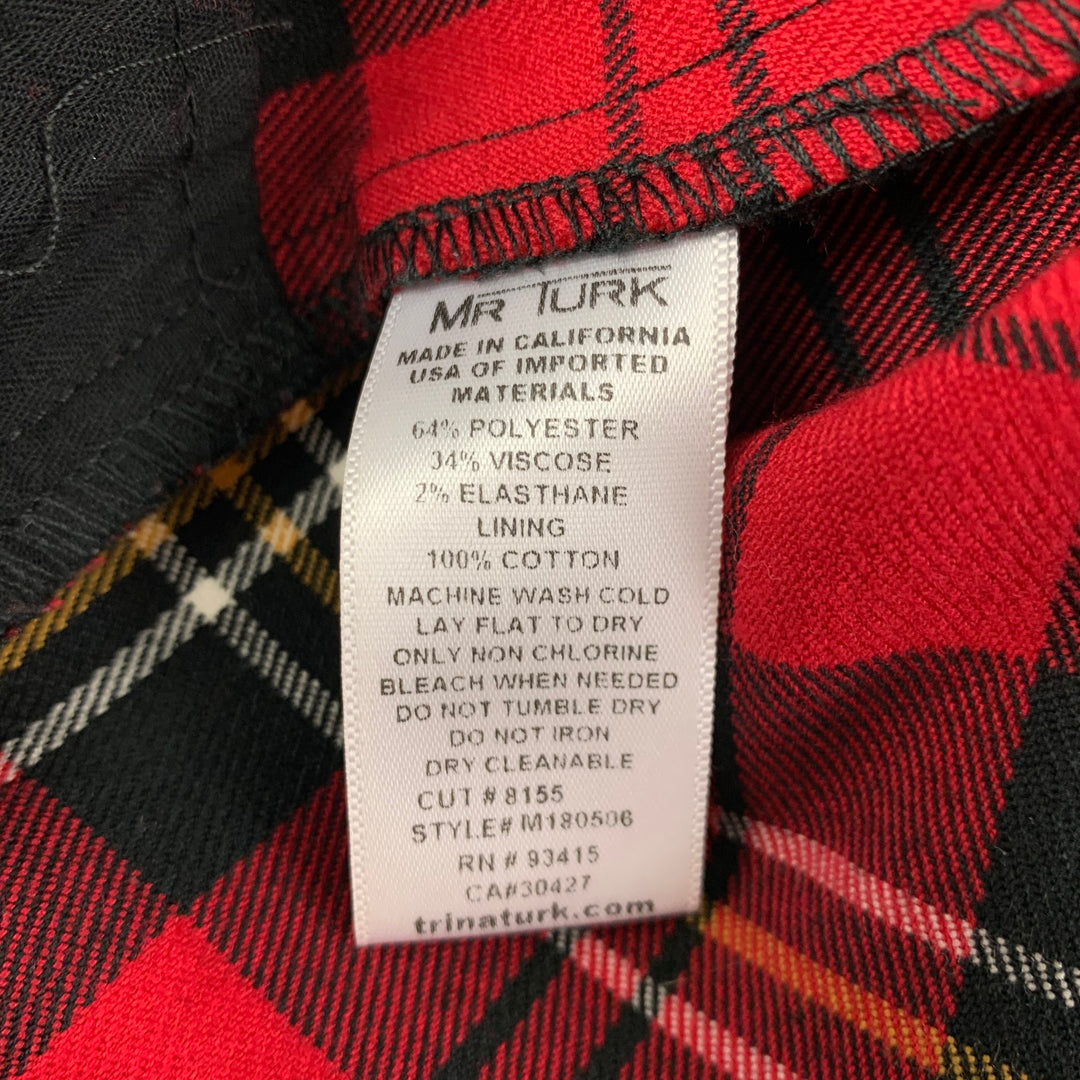 MR TURK
MADE IN CALIFORNIA
USA OF IMPORTED
MATERIALS
64% POLYESTER
34% VISCOSE
2% ELASTHANE
LINING
100% COTTON
MACHINE WASH COLD
LAY FLAT TO DRY
ONLY NON CHLORINE
BLEACH WHEN NEEDED
DO NOT TUMBLE DRY
DO NOT IRON
DRY CLEANABLE
CUT # 8155
STYLE# M180506
RN # 93415
CA#30427
trinaturk.com